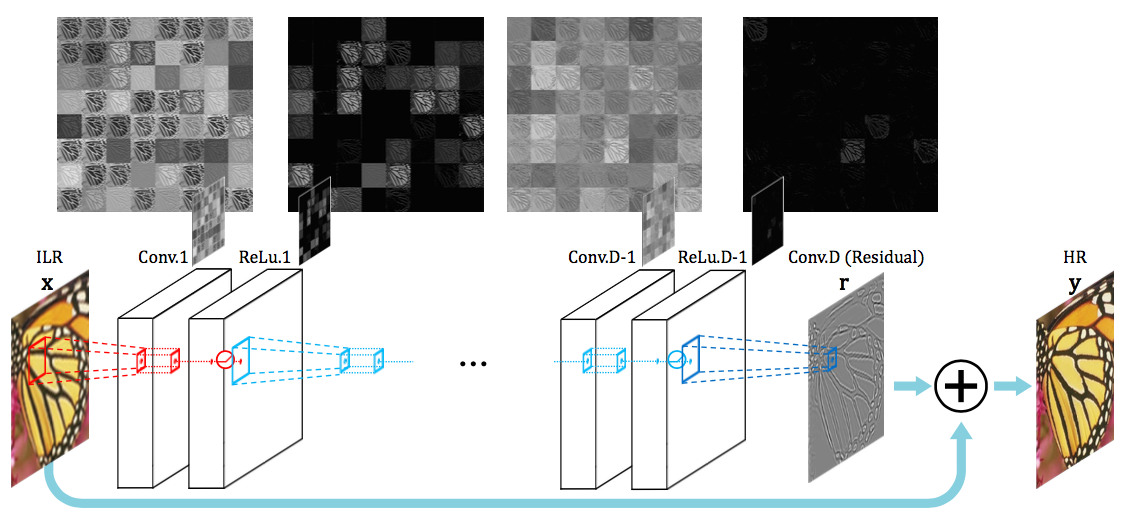 ILR
x
Conv.1
ReLu.1
...
Conv.D-1
ReLu.D-1
Conv.D (Residual)
r
HR
y